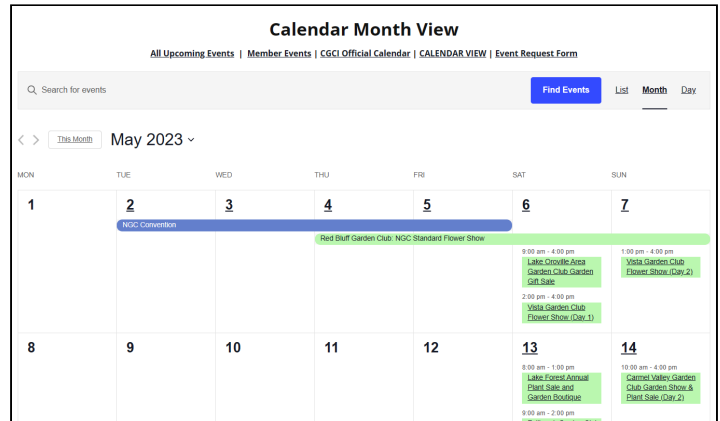 Calendar Month View
All Upcoming Events | Member Events | CGCI Official Calendar | CALENDAR VIEW | Event Request Form
Search for events
Find Events
List Month Day
This Month
May 2023
MON TUE WED THU FRI SAT SUN
1 2 3 4 5 6 7
NGC Convention
Red Bluff Garden Club: NGC Standard Flower Show
9:00 am - 4:00 pm
Lake Oroville Area
Garden Club Garden
Gift Sale
2:00 pm - 4:00 pm
Vista Garden Club
Flower Show (Day 1)
1:00 pm - 4:00 pm
Vista Garden Club
Flower Show (Day 2)
8 9 10 11 12 13 14
8:00 am - 1:00 pm
Lake Forest Annual
Plant Sale and
Garden Boutique
9:00 am - 2:00 pm
10:00 am - 4:00 pm
Carmel Valley Garden
Club Garden Show &
Plant Sale (Day 2)